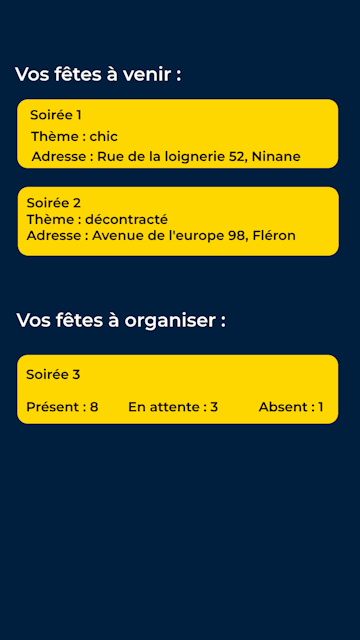 Vos fêtes à venir :
Soirée 1
Thème : chic
Adresse : Rue de la loignerie 52, Ninane
Soirée 2
Thème : décontracté
Adresse : Avenue de l'europe 98, Fléron
Vos fêtes à organiser :
Soirée 3
Présent : 8 En attente : 3 Absent : 1